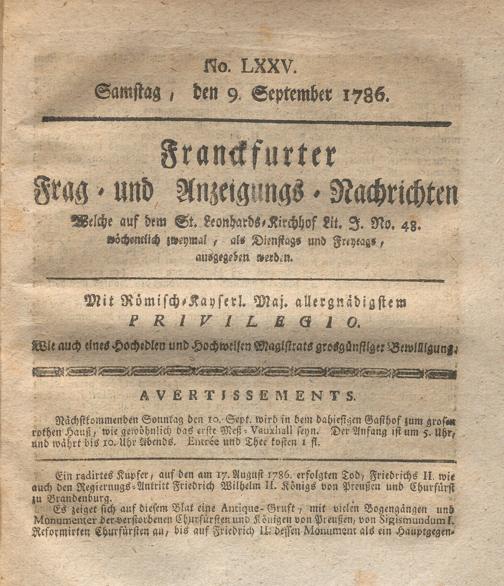 No. LXXV.
Samstag, den 9. September 1786.
Franckfurter
Frag- und Anzeigungs-Nachrichten
Welche auf dem St. Leonhards-Kirchhof Lit. J. No. 48.
wöchentlich zweymal, als Dienstags und Freytags,
ausgegeben werden.
Mit Römisch-Kayserl. Maj. allergnädigstem
PRIVILEGIO.
Wie auch eines Hochedlen und Hochweisen Magistrats grosgünstiger Bewilligung.
AVERTISSEMENTS.
Nächstkommenden Sonntag den 10. Sept. wird in dem dahiesigen Gasthof zum grosen
rothen Hauß, wie gewöhnlich das erste Meß-Vauxhall seyn. Der Anfang ist um 5. Uhr,
und währt bis 10. Uhr Abends. Entrée und Thee kosten 1 fl.
Ein radirtes Kupfer, auf den am 17. August 1786. erfolgten Tod, Friedrichs II. wie
auch den Regierungs-Antritt Friedrich Wilhelm II. Königs von Preußen und Churfürst
zu Brandenburg.
Es zeiget sich auf diesem Blat eine Antique-Gruft, mit vielen Bogengängen und
Monumenter der verstorbenen Churfürsten und Königen von Preußen, von Sigismundum I.
Reformirten Churfürsten an, bis auf Friedrich II. dessen Monument als ein Hauptgegen-